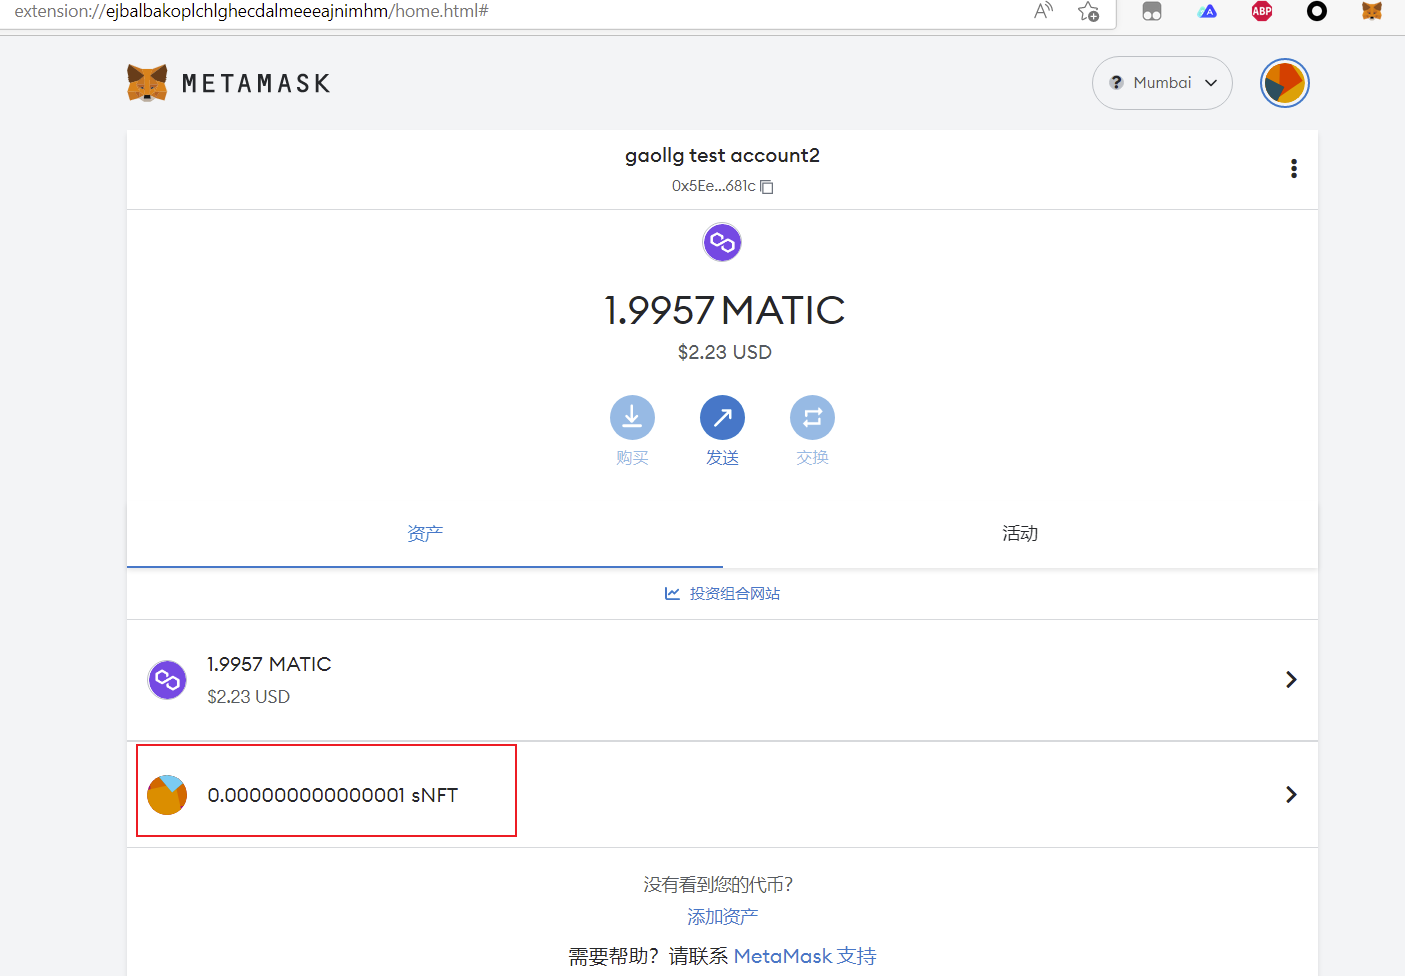 extension://ejbalbakoplchlghecdalmeeeajnimhm/home.html#
A
ABP
METAMASK
? Mumbai
gaollg test account2
0x5Ee...681c
1.9957 MATIC
$2.23 USD
购买
发送
交换
资产
活动
投资组合网站
1.9957 MATIC
$2.23 USD
0.000000000000001 sNFT
没有看到您的代币？
添加资产
需要帮助？请联系 MetaMask 支持